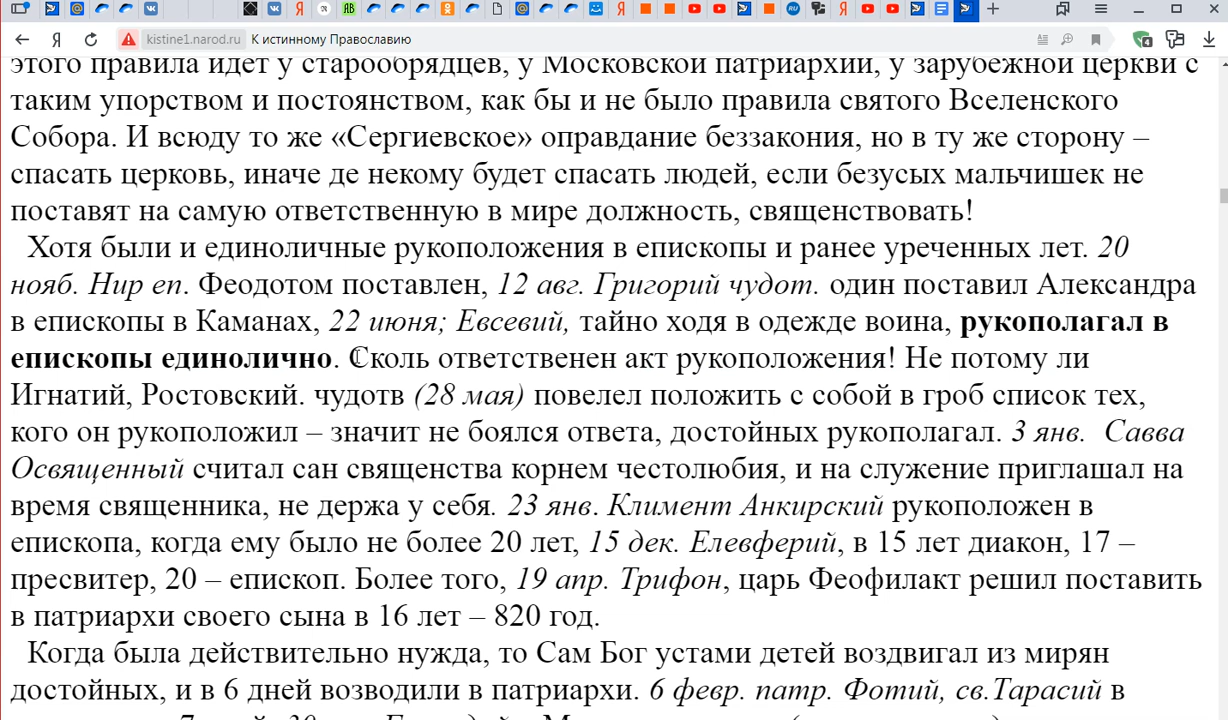 kistine1.narod.ru К истинному Православию
этого правила идет у старообрядцев, у Московской патриархии, у зарубежной церкви с
таким упорством и постоянством, как бы и не было правила святого Вселенского
Собора. И всюду то же «Сергиевское» оправдание беззакония, но в ту же сторону –
спасать церковь, иначе де некому будет спасать людей, если безусых мальчишек не
поставят на самую ответственную в мире должность, священствовать!
Хотя были и единоличные рукоположения в епископы и ранее уреченных лет. 20
нояб. Нир еп. Феодотом поставлен, 12 авг. Григорий чудот. один поставил Александра
в епископы в Каманах, 22 июня; Евсевий, тайно ходя в одежде воина, рукополагал в
епископы единолично. Сколь ответственен акт рукоположения! Не потому ли
Игнатий, Ростовский. чудотв (28 мая) повелел положить с собой в гроб список тех,
кого он рукоположил – значит не боялся ответа, достойных рукополагал. 3 янв. Савва
Освященный считал сан священства корнем честолюбия, и на служение приглашал на
время священника, не держа у себя. 23 янв. Климент Анкирский рукоположен в
епископа, когда ему было не более 20 лет, 15 дек. Елевферий, в 15 лет диакон, 17 –
пресвитер, 20 – епископ. Более того, 19 апр. Трифон, царь Феофилакт решил поставить
в патриархи своего сына в 16 лет – 820 год.
Когда была действительно нужда, то Сам Бог устами детей воздвигал из мирян
достойных, и в 6 дней возводили в патриархи. 6 февр. патр. Фотий, св.Тарасий в